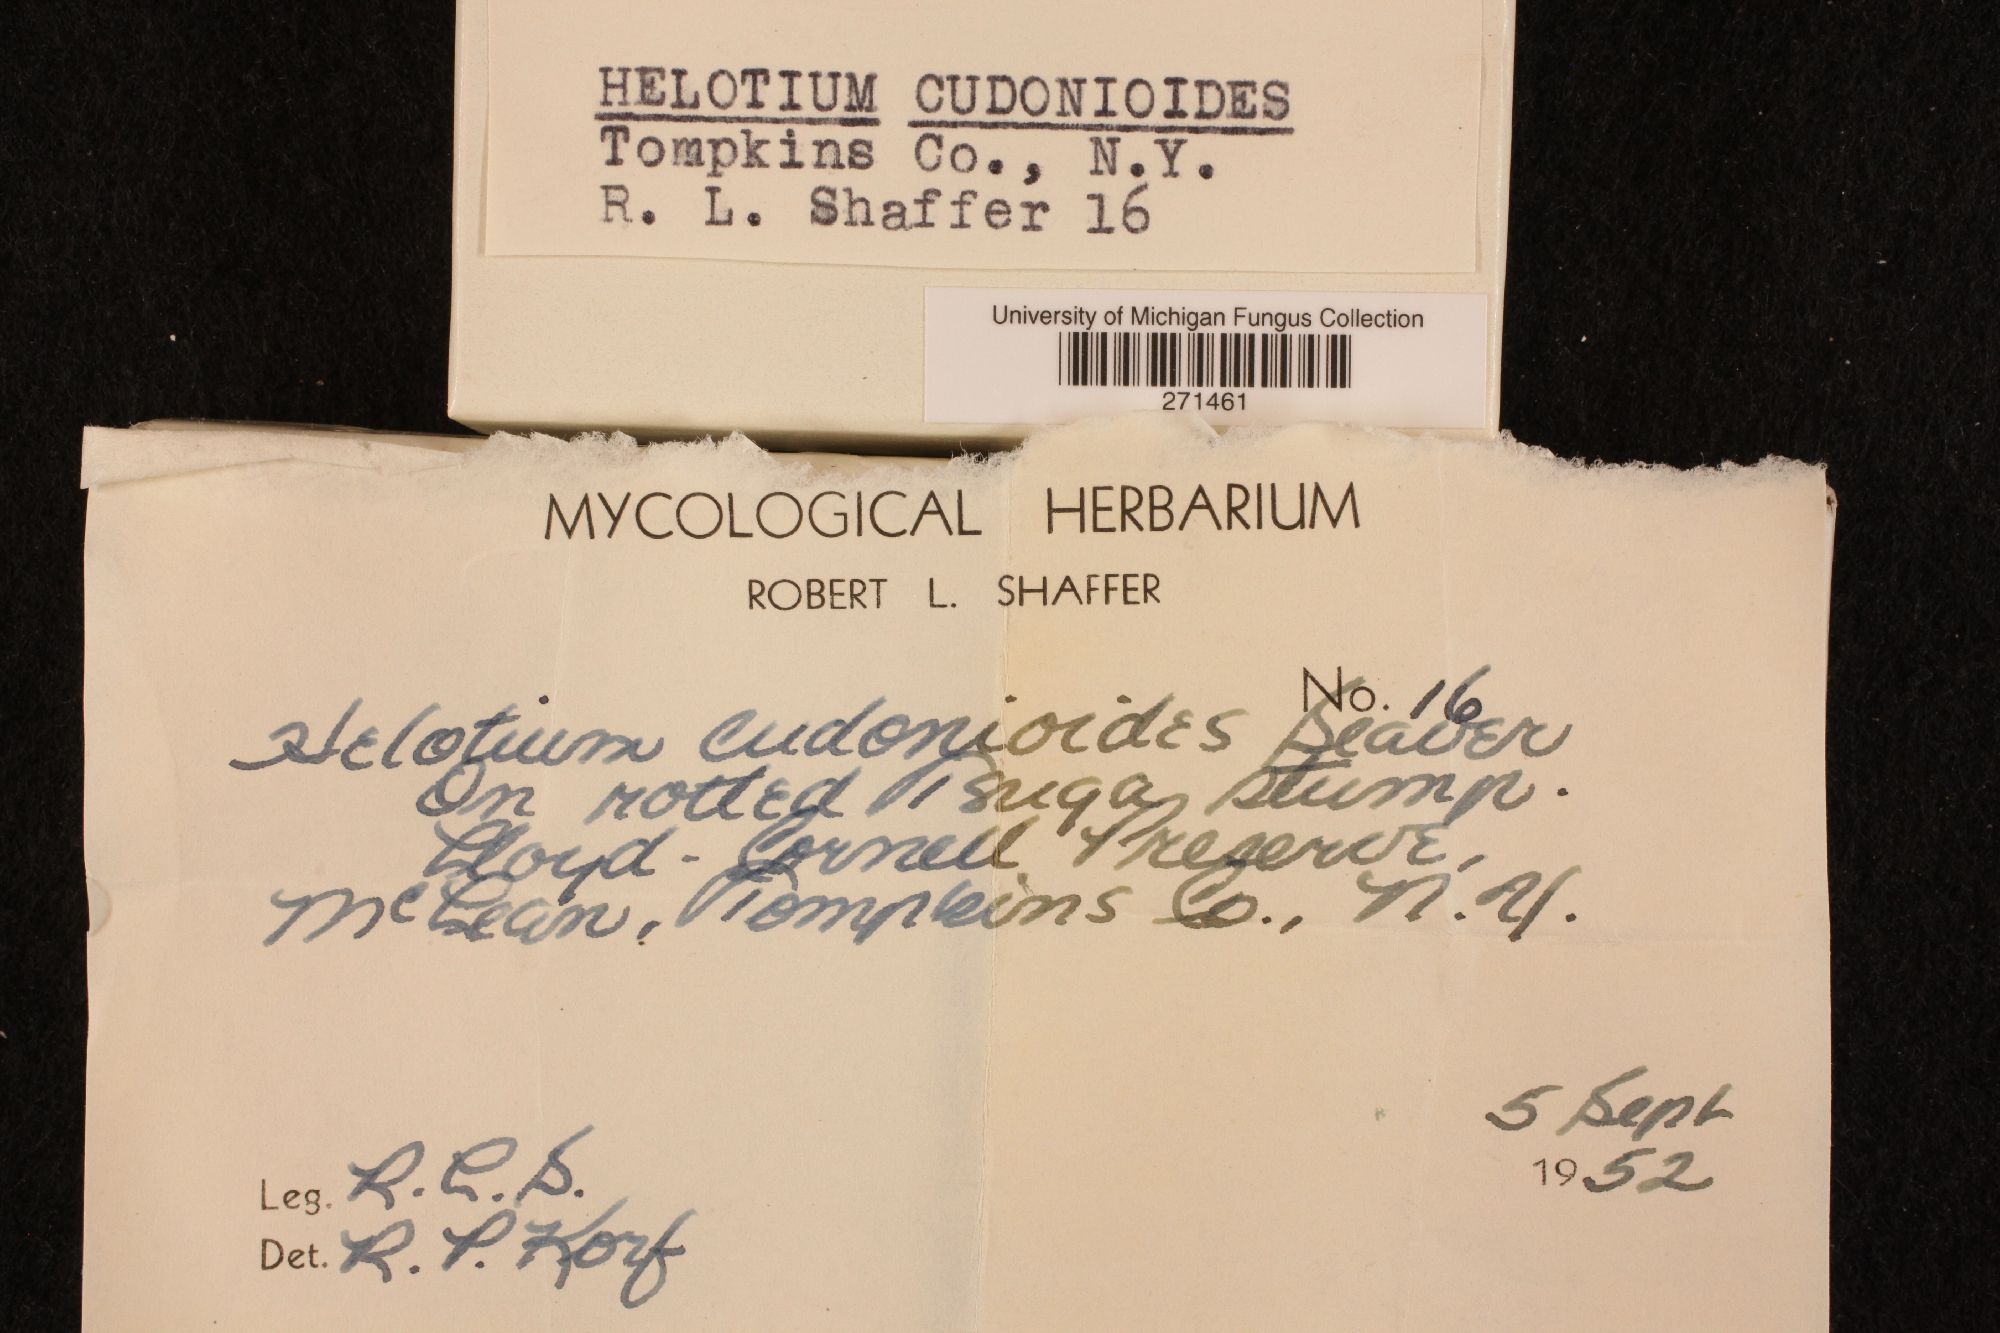 HELOTIUM CUDONIOIDES
Tompkins Co., N.Y.
R. L. Shaffer 16
University of Michigan Fungus Collection
271461
MYCOLOGICAL HERBARIUM
ROBERT L. SHAFFER
No. 16
Helotium cudonioides Seaver
On rotted Tsuga stump.
Lloyd-Cornell Preserve,
McLean, Tompkins Co., N.Y.
5 Sept
1952
Leg. R. L. S.
Det. R. P. Korf